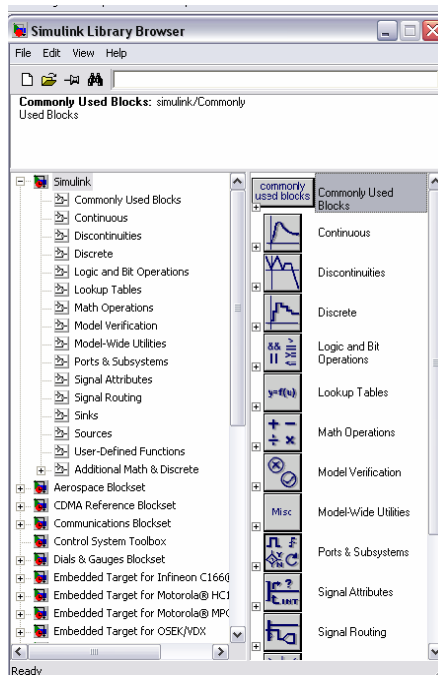 Simulink Library Browser
File Edit View Help
Commonly Used Blocks: simulink/Commonly
Used Blocks
Simulink
Commonly Used Blocks
Continuous
Discontinuities
Discrete
Logic and Bit Operations
Lookup Tables
Math Operations
Model Verification
Model-Wide Utilities
Ports & Subsystems
Signal Attributes
Signal Routing
Sinks
Sources
User-Defined Functions
Additional Math & Discrete
Aerospace Blockset
CDMA Reference Blockset
Communications Blockset
Control System Toolbox
Dials & Gauges Blockset
Embedded Target for Infineon C166
Embedded Target for Motorola® HC1
Embedded Target for Motorola® MPC
Embedded Target for OSEK/VDX
commonly
used blocks
Commonly Used
Blocks
Continuous
Discontinuities
Discrete
Logic and Bit
Operations
y=f(u)
Lookup Tables
Math Operations
Model Verification
Misc
Model-Wide Utilities
Ports & Subsystems
Signal Attributes
Signal Routing
Ready